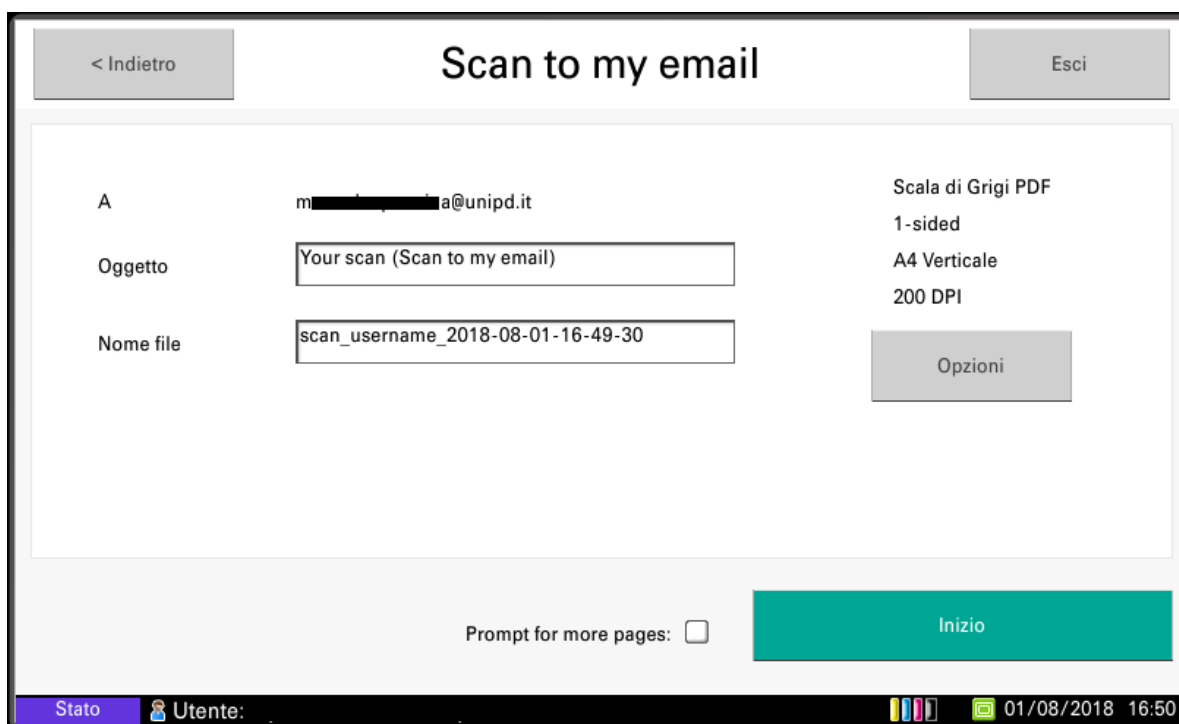 < Indietro
Scan to my email
Esci
A
m a@unipd.it
Oggetto
Your scan (Scan to my email)
Nome file
scan_username_2018-08-01-16-49-30
Scala di Grigi PDF
1-sided
A4 Verticale
200 DPI
Opzioni
Prompt for more pages:
Inizio
Stato
Utente:
01/08/2018 16:50